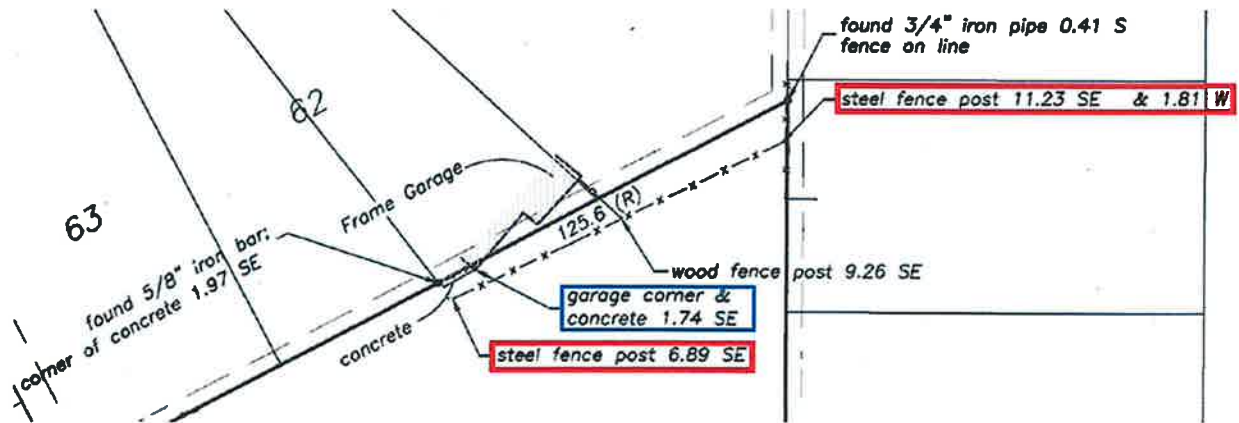 found 3/4" iron pipe 0.41 S
fence on line
steel fence post 11.23 SE & 1.81 W
62
Frame Garage
63
125.6 (R)
found 5/8" iron bar;
corner of concrete 1.97 SE
wood fence post 9.26 SE
garage corner &
concrete 1.74 SE
concrete
steel fence post 6.89 SE